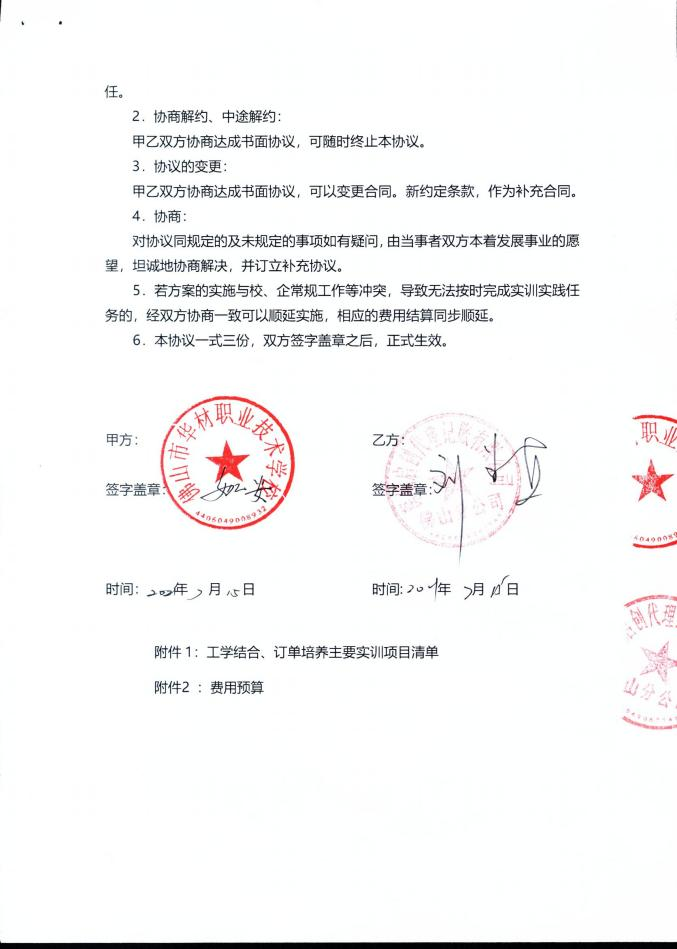 任。
2．协商解约、中途解约：
甲乙双方协商达成书面协议，可随时终止本协议。
3．协议的变更：
甲乙双方协商达成书面协议，可以变更合同。新约定条款，作为补充合同。
4．协商：
对协议同规定的及未规定的事项如有疑问，由当事者双方本着发展事业的愿
望，坦诚地协商解决，并订立补充协议。
5．若方案的实施与校、企常规工作等冲突，导致无法按时完成实训实践任
务的，经双方协商一致可以顺延实施，相应的费用结算同步顺延。
6．本协议一式三份，双方签字盖章之后，正式生效。
甲方：
佛山市华材职业技术学校
4406049008932
签字盖章：
乙方：
签字盖章：
刘
公司
时间： 年 月 15 日
时间: 年 月 日
附件 1：工学结合、订单培养主要实训项目清单
附件2 ：费用预算
职业
创代理
山分公